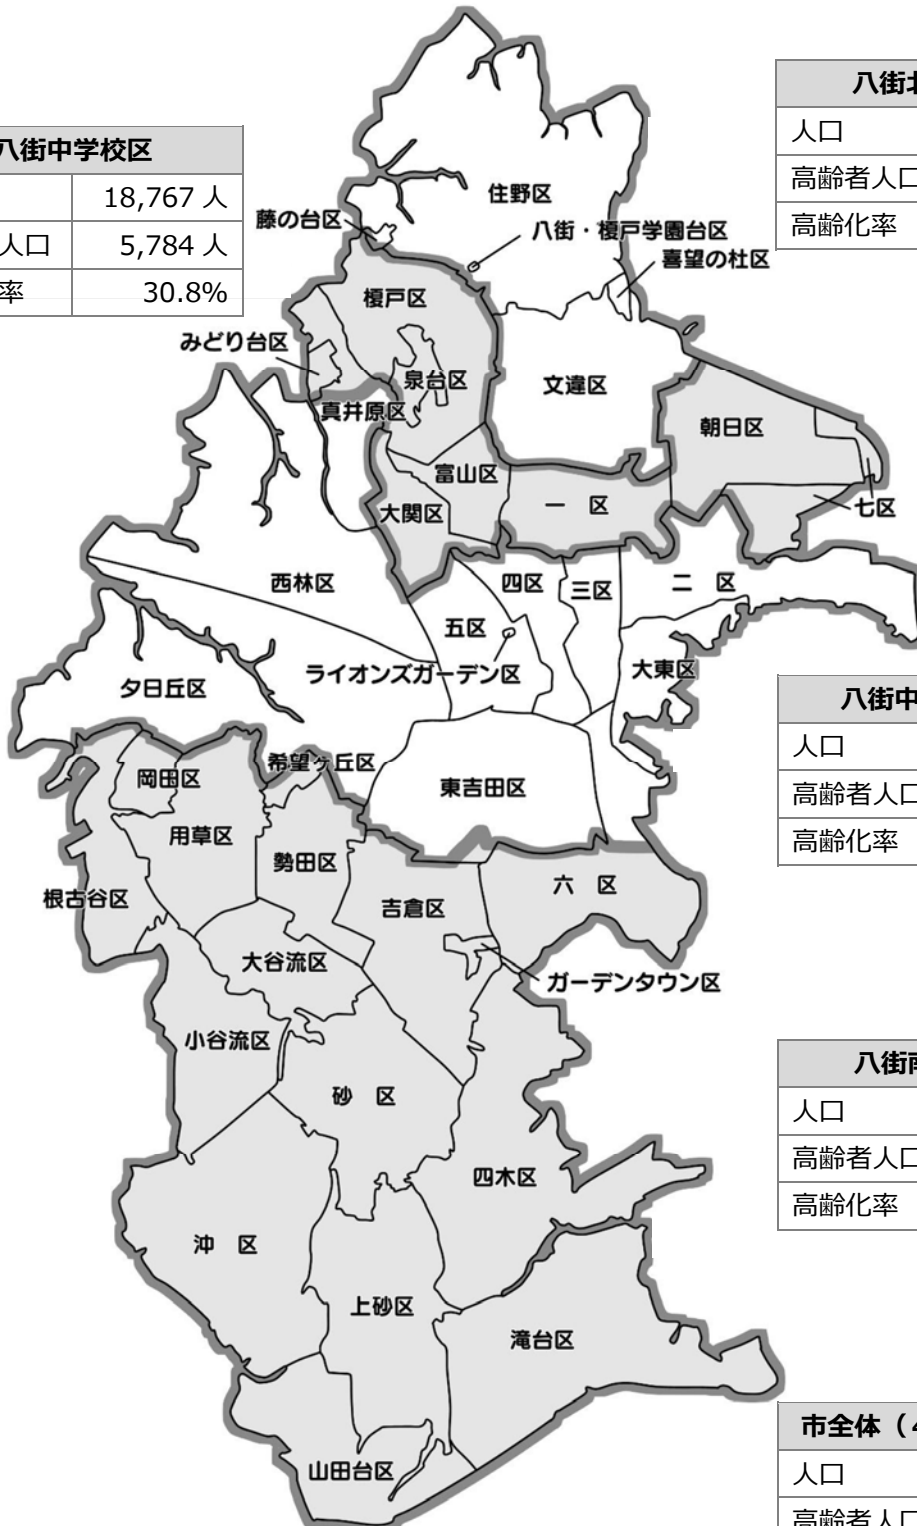 八街中学校区
18,767 人
人口 5,784 人
率 30.8%
八街北
人口
高齢者人口
高齢化率
住野区
藤の台区
八街・榎戸学園台区
喜望の杜区
榎戸区
みどり台区
泉台区
文違区
真井原区
朝日区
富山区
大関区
一 区
七区
西林区
四区
三区
二 区
五区
ライオンズガーデン区
大東区
夕日丘区
八街中
人口
高齢者人口
高齢化率
希望ヶ丘区
岡田区
東吉田区
用草区
勢田区
根古谷区
吉倉区
六 区
大谷流区
ガーデンタウン区
小谷流区
砂 区
八街南
人口
高齢者人口
高齢化率
四木区
沖 区
上砂区
滝台区
山田台区
市全体（4
人口
高齢者人口